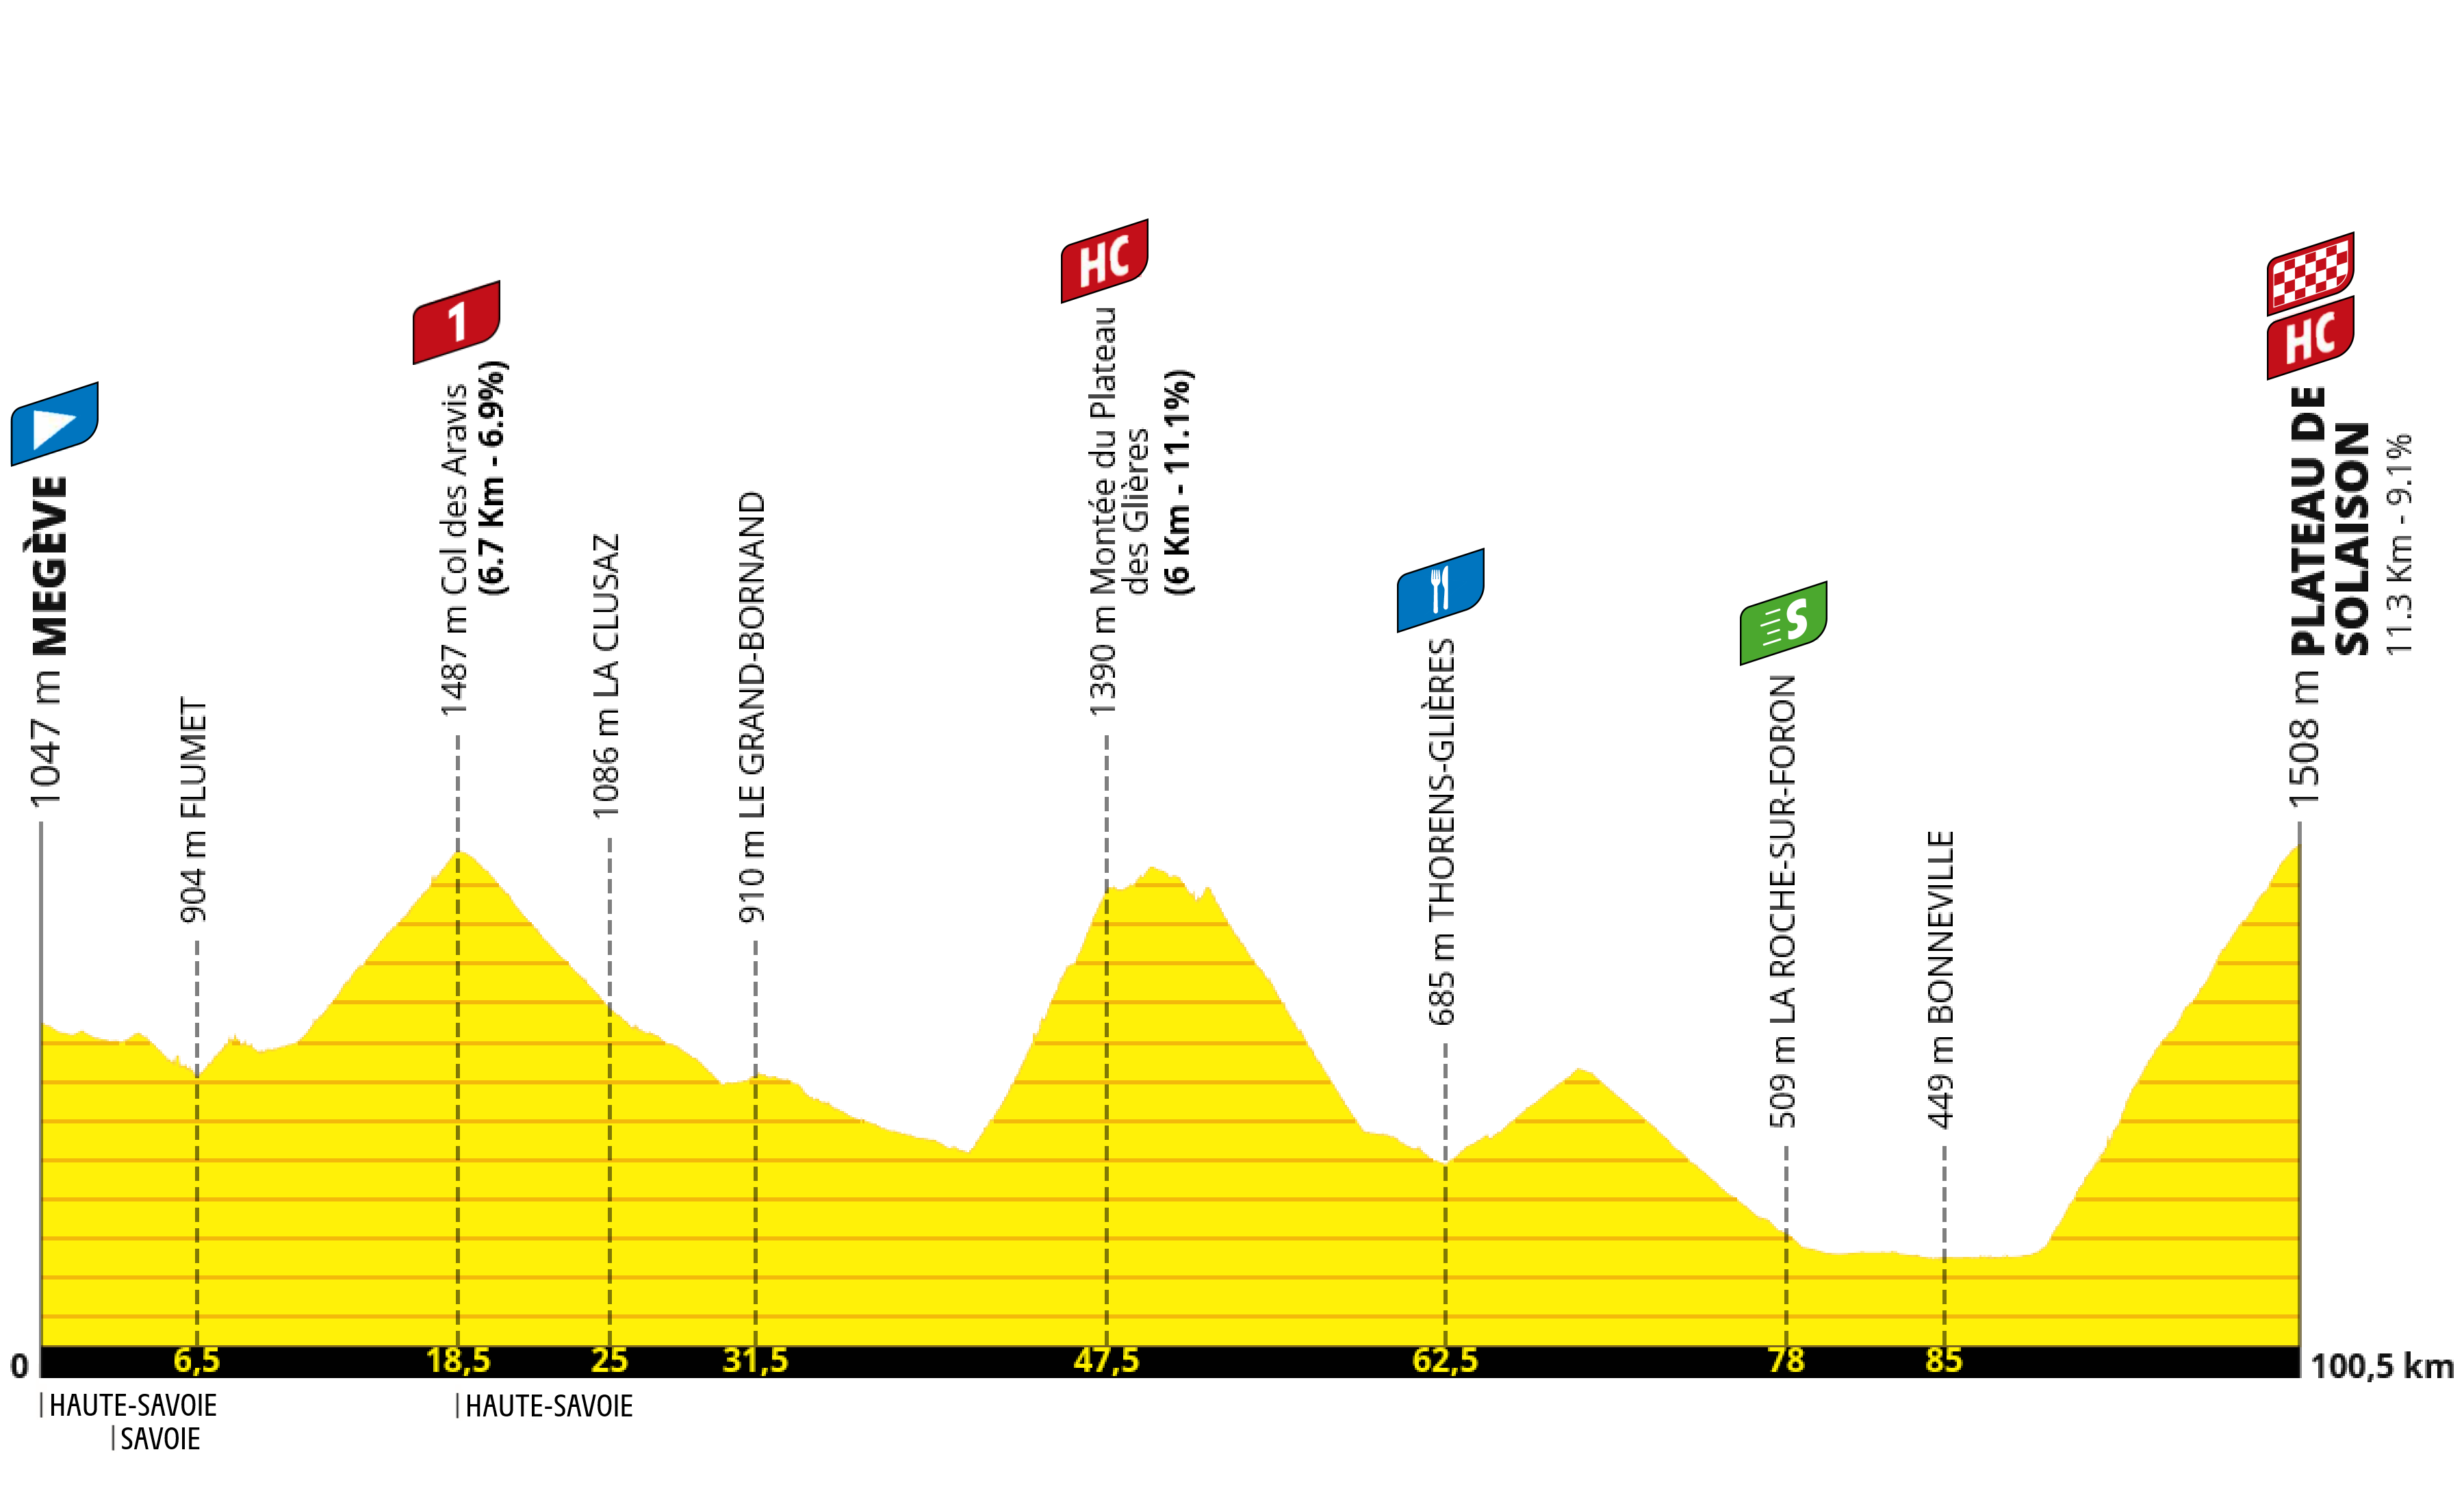 1047 m MEGÈVE
904 m FLUMET
1
1487 m Col des Aravis
(6.7 Km - 6.9%)
1086 m LA CLUSAZ
910 m LE GRAND-BORNAND
HC
1390 m Montée du Plateau
des Glières
(6 Km - 11.1%)
685 m THORENS-GLIÈRES
S
509 m LA ROCHE-SUR-FORON
449 m BONNEVILLE
HC
1508 m PLATEAU DE
SOLAISON
11.3 Km - 9.1%
0 6,5 18,5 25 31,5 47,5 62,5 78 85 100,5 km
HAUTE-SAVOIE HAUTE-SAVOIE
SAVOIE